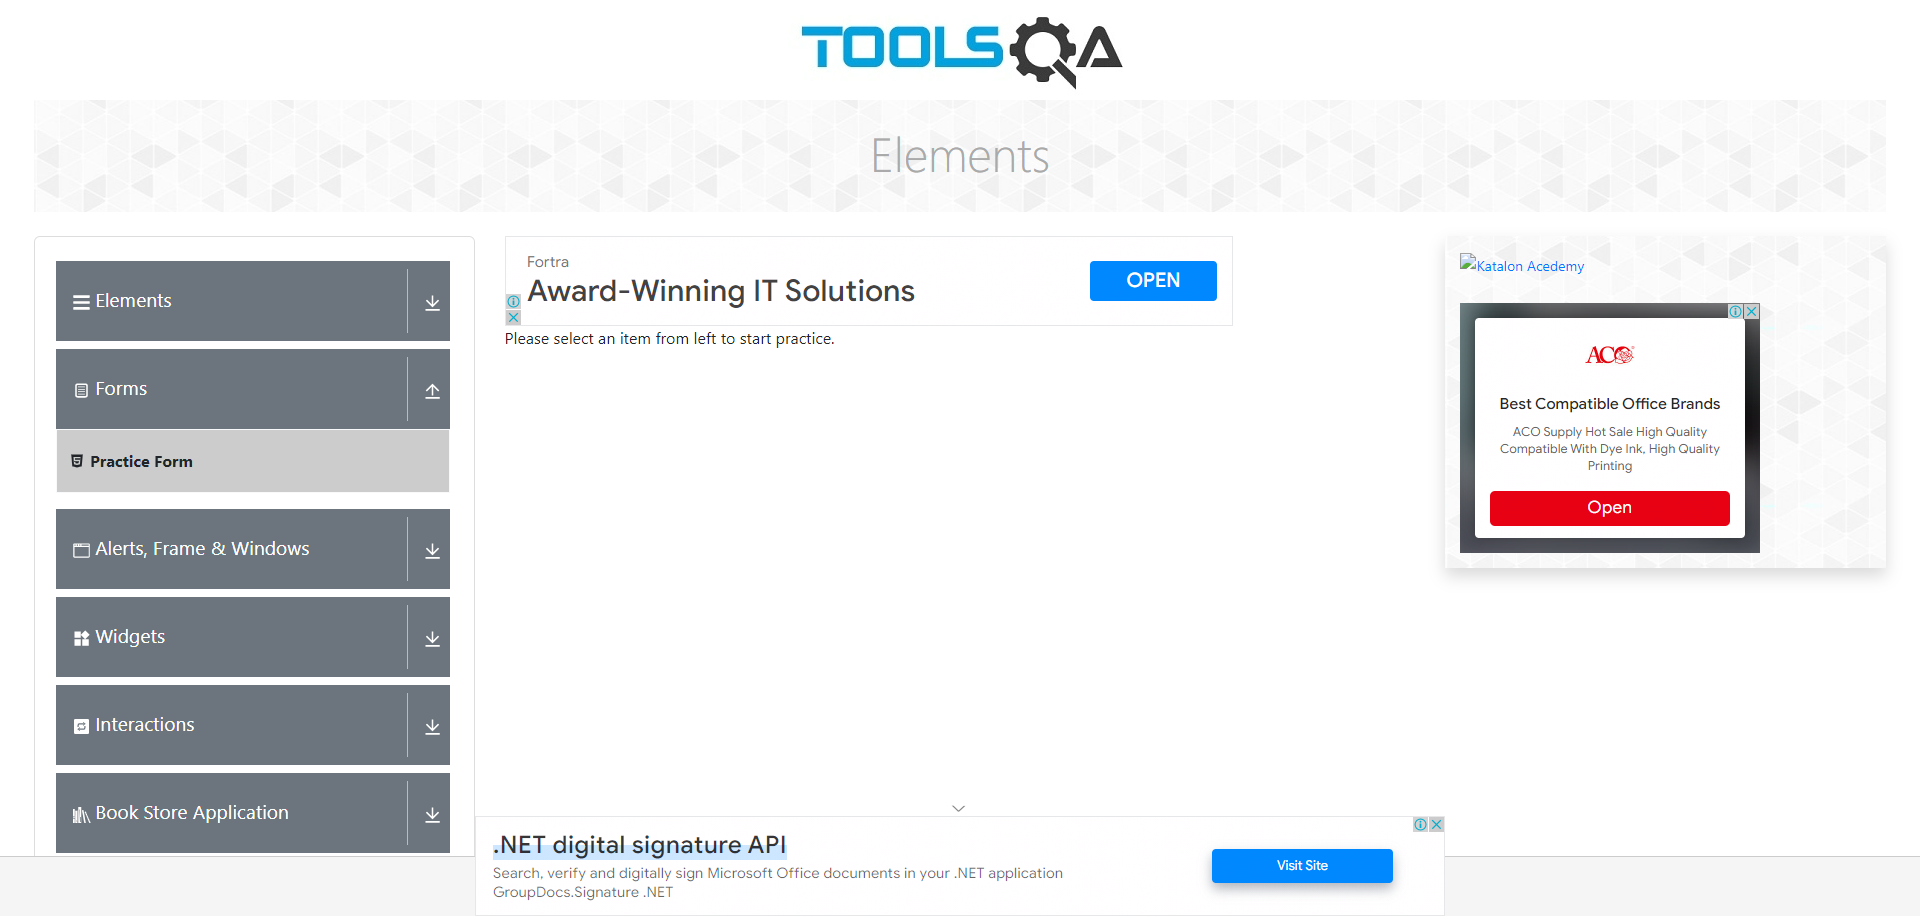 TOOLSQA
Elements
Elements
Forms
Practice Form
Alerts, Frame & Windows
Widgets
Interactions
Book Store Application
Fortra
Award-Winning IT Solutions
OPEN
Please select an item from left to start practice.
Katalon Acedemy
ACO
Best Compatible Office Brands
ACO Supply Hot Sale High Quality
Compatible With Dye Ink, High Quality
Printing
Open
.NET digital signature API
Search, verify and digitally sign Microsoft Office documents in your .NET application
GroupDocs.Signature .NET
Visit Site